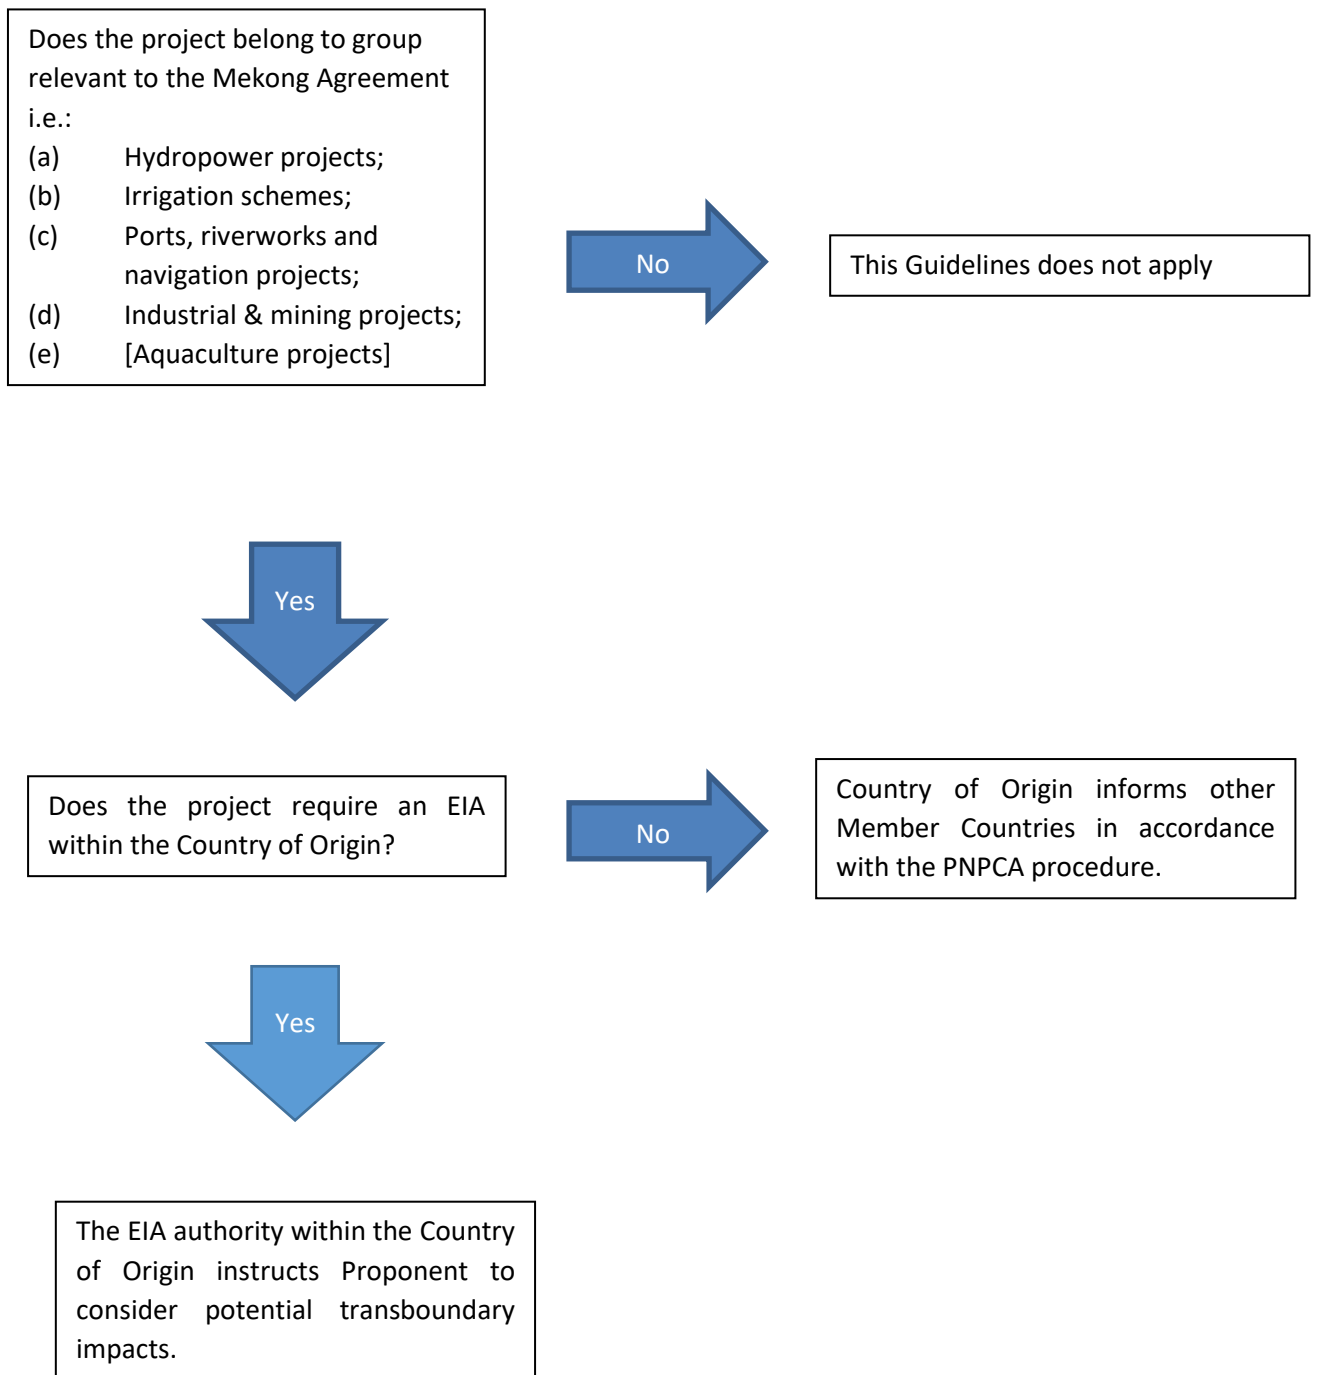 Does the project belong to group
relevant to the Mekong Agreement
i.e.:
(a) Hydropower projects;
(b) Irrigation schemes;
(c) Ports, riverworks and
navigation projects;
(d) Industrial & mining projects;
(e) [Aquaculture projects]
No
This Guidelines does not apply
Yes
Does the project require an EIA
within the Country of Origin?
No
Country of Origin informs other
Member Countries in accordance
with the PNPCA procedure.
Yes
The EIA authority within the Country
of Origin instructs Proponent to
consider potential transboundary
impacts.